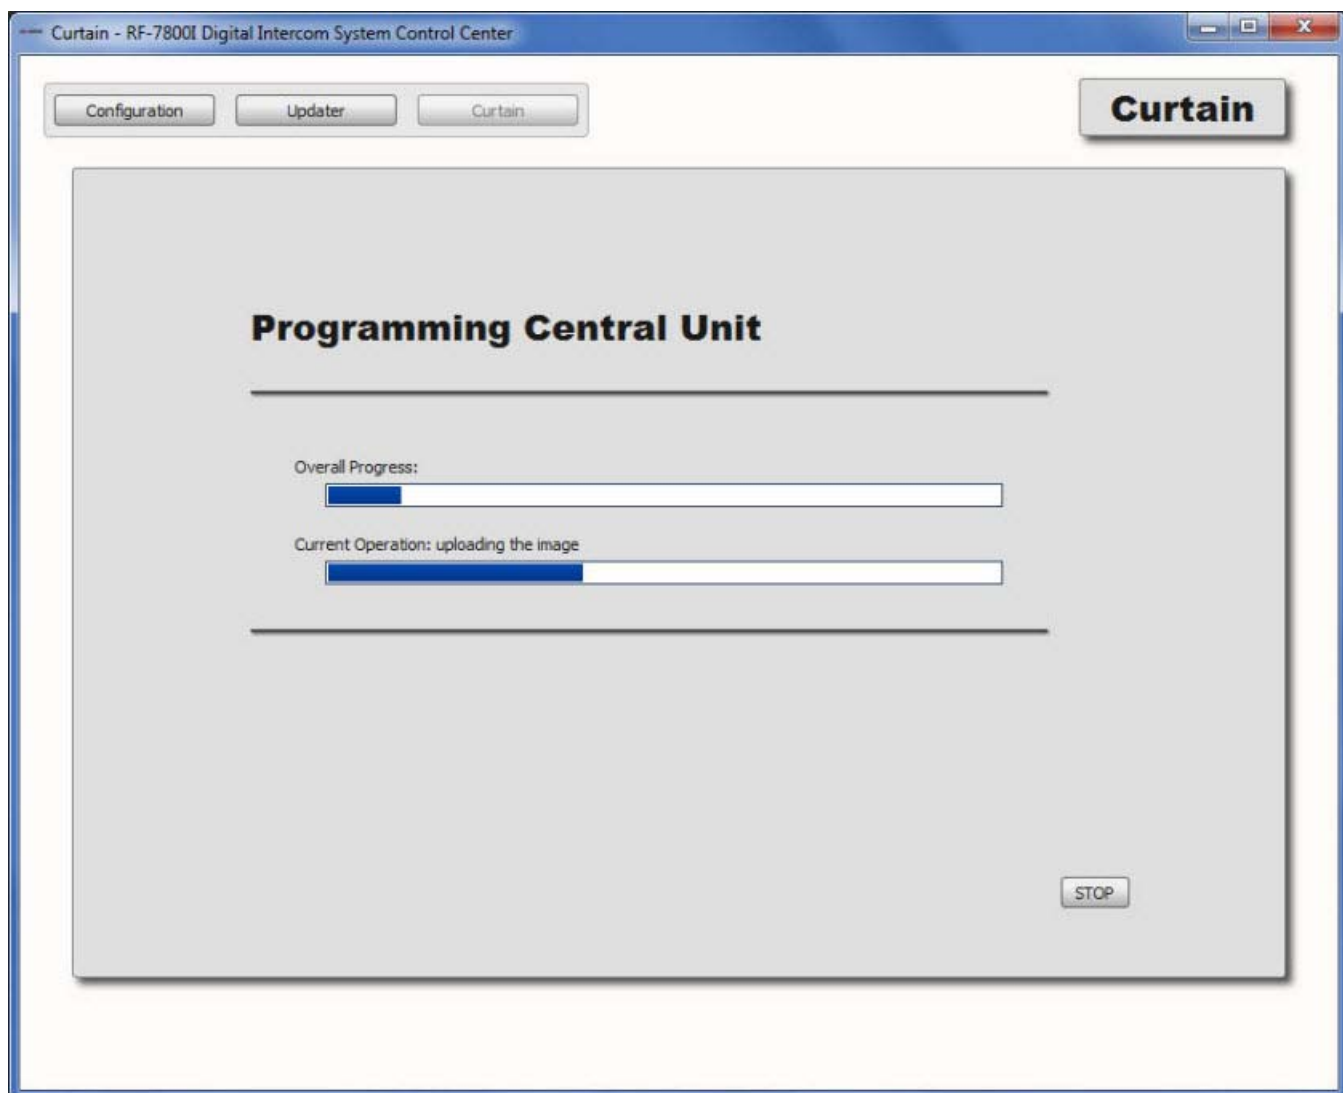 Curtain - RF-7800I Digital Intercom System Control Center
Configuration
Updater
Curtain
Curtain
Programming Central Unit
Overall Progress:
Current Operation: uploading the image
STOP